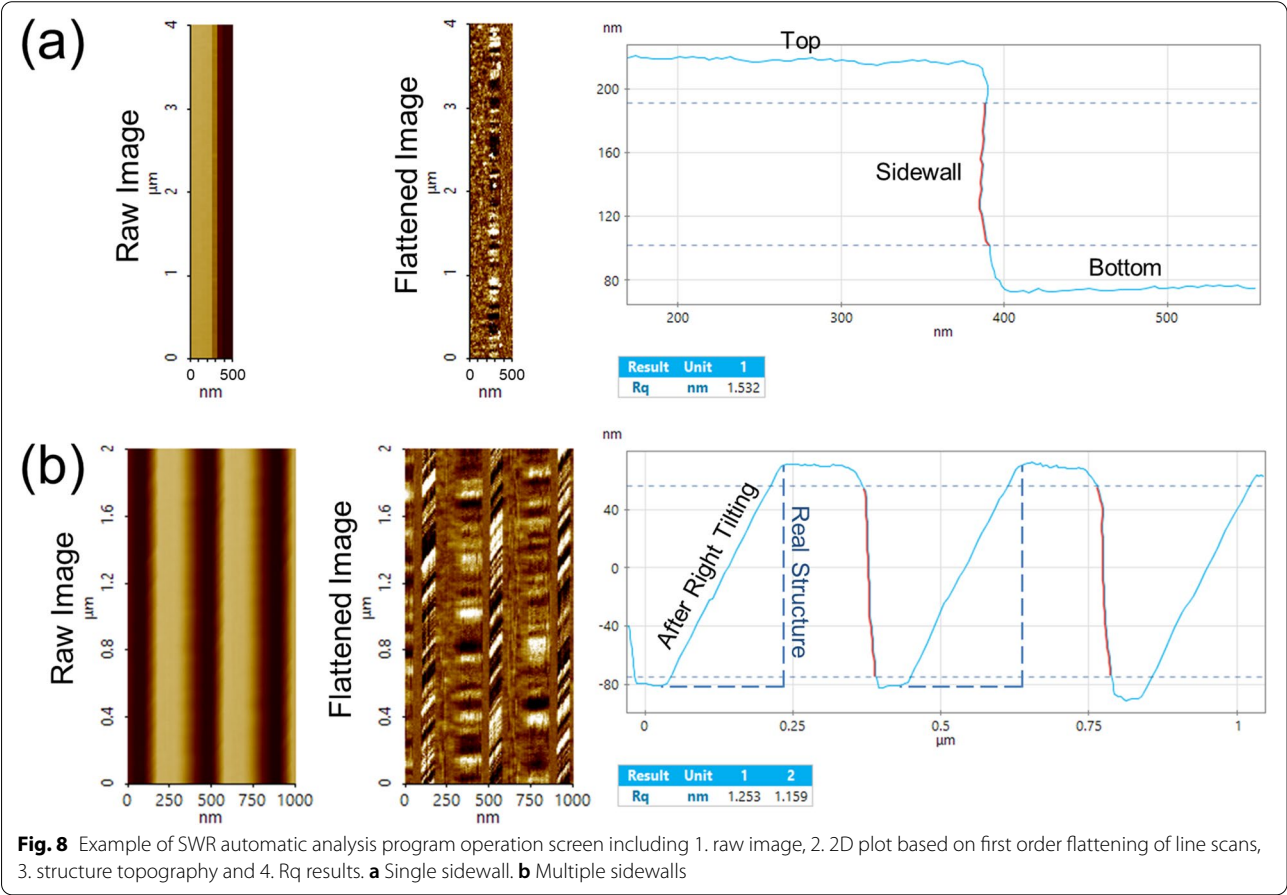 (a)
Raw Image
µm
4
3
2
1
0
0 500
nm
Flattened Image
µm
4
3
2
1
0
0 500
nm
nm
200
160
120
80
Top
Sidewall
Bottom
200 300 400 500
nm
Result Unit 1
Rq nm 1.532
(b)
Raw Image
µm
2
1.6
1.2
0.8
0.4
0
0 250 500 750 1000
nm
Flattened Image
µm
2
1.6
1.2
0.8
0.4
0
0 250 500 750 1000
nm
nm
40
0
-40
-80
After Right Tilting
Real Structure
0 0.25 0.5 0.75 1
µm
Result Unit 1 2
Rq nm 1.253 1.159
Fig. 8 Example of SWR automatic analysis program operation screen including 1. raw image, 2. 2D plot based on first order flattening of line scans,
3. structure topography and 4. Rq results. a Single sidewall. b Multiple sidewalls